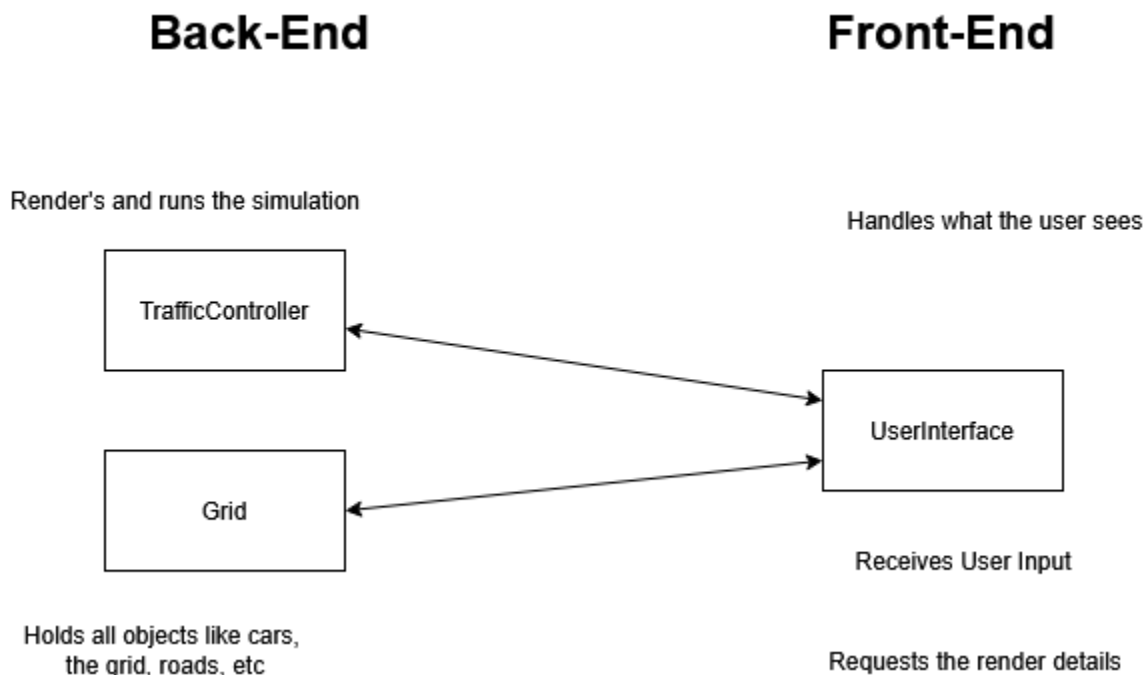 Back-End
Front-End
Render's and runs the simulation
Handles what the user sees
TrafficController
UserInterface
Grid
Receives User Input
Holds all objects like cars,
the grid, roads, etc
Requests the render details